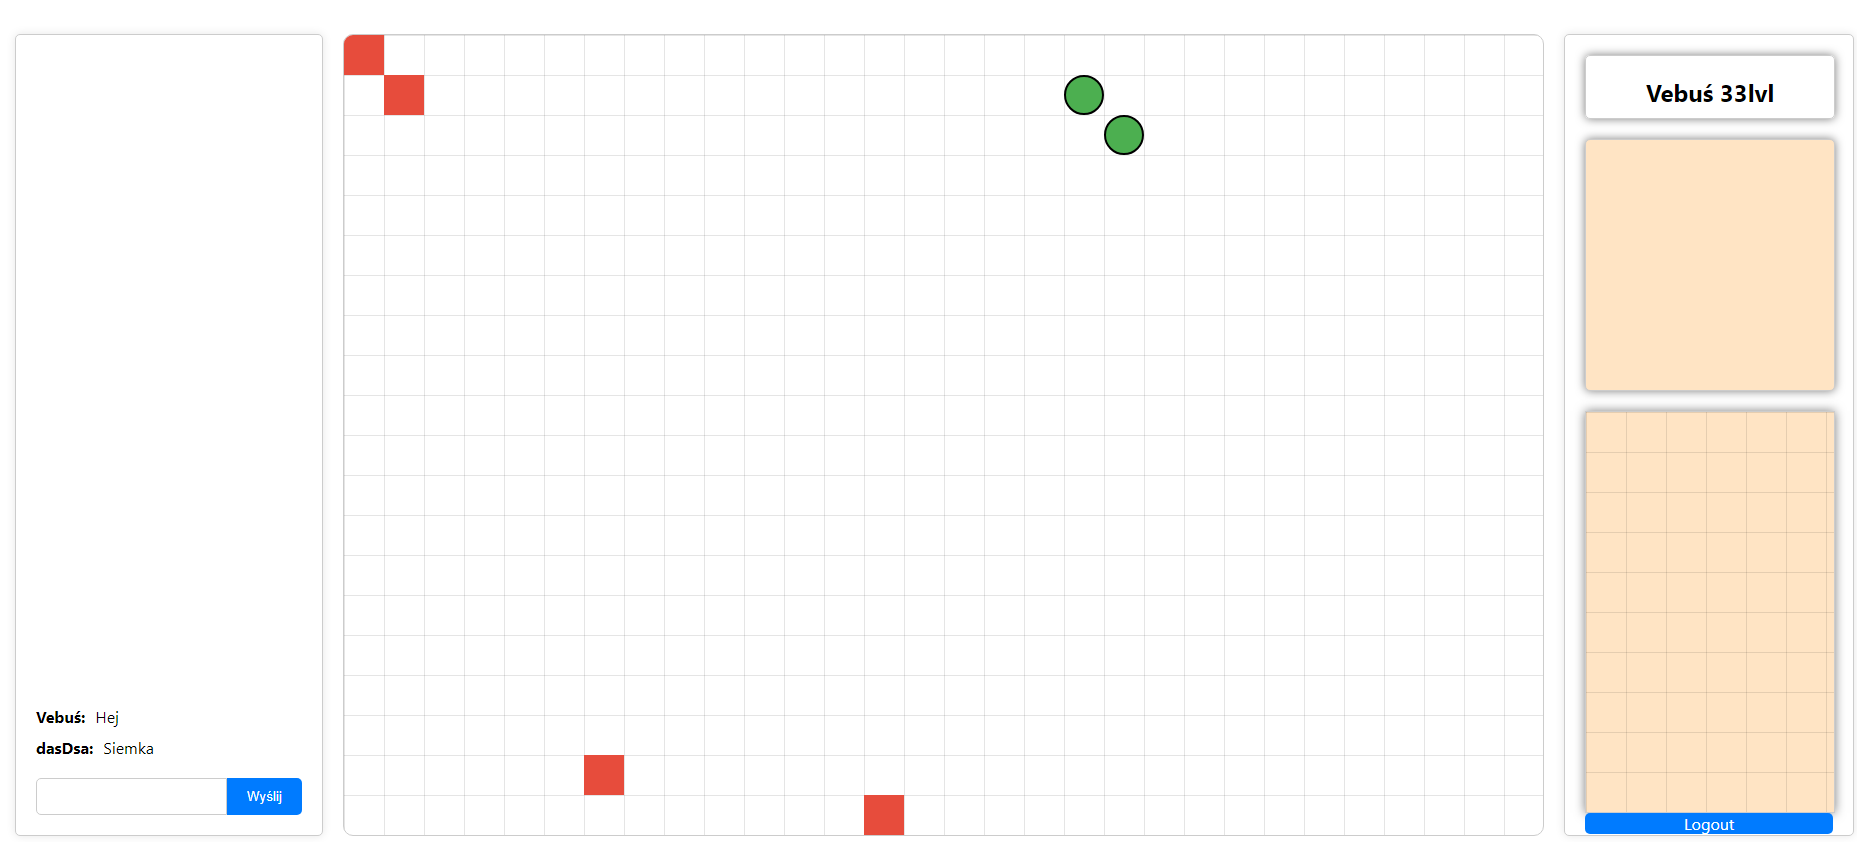 Vebuś: Hej
dasDsa: Siemka
Wyślij
Vebuś 33lvl
Logout